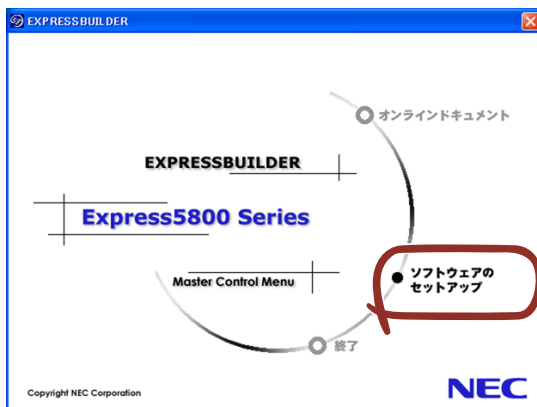 EXPRESSBUILDER
オンラインドキュメント
EXPRESSBUILDER
Express5800 Series
ソフトウェアの
セットアップ
Master Control Menu
終了
Copyright NEC Corporation
NEC